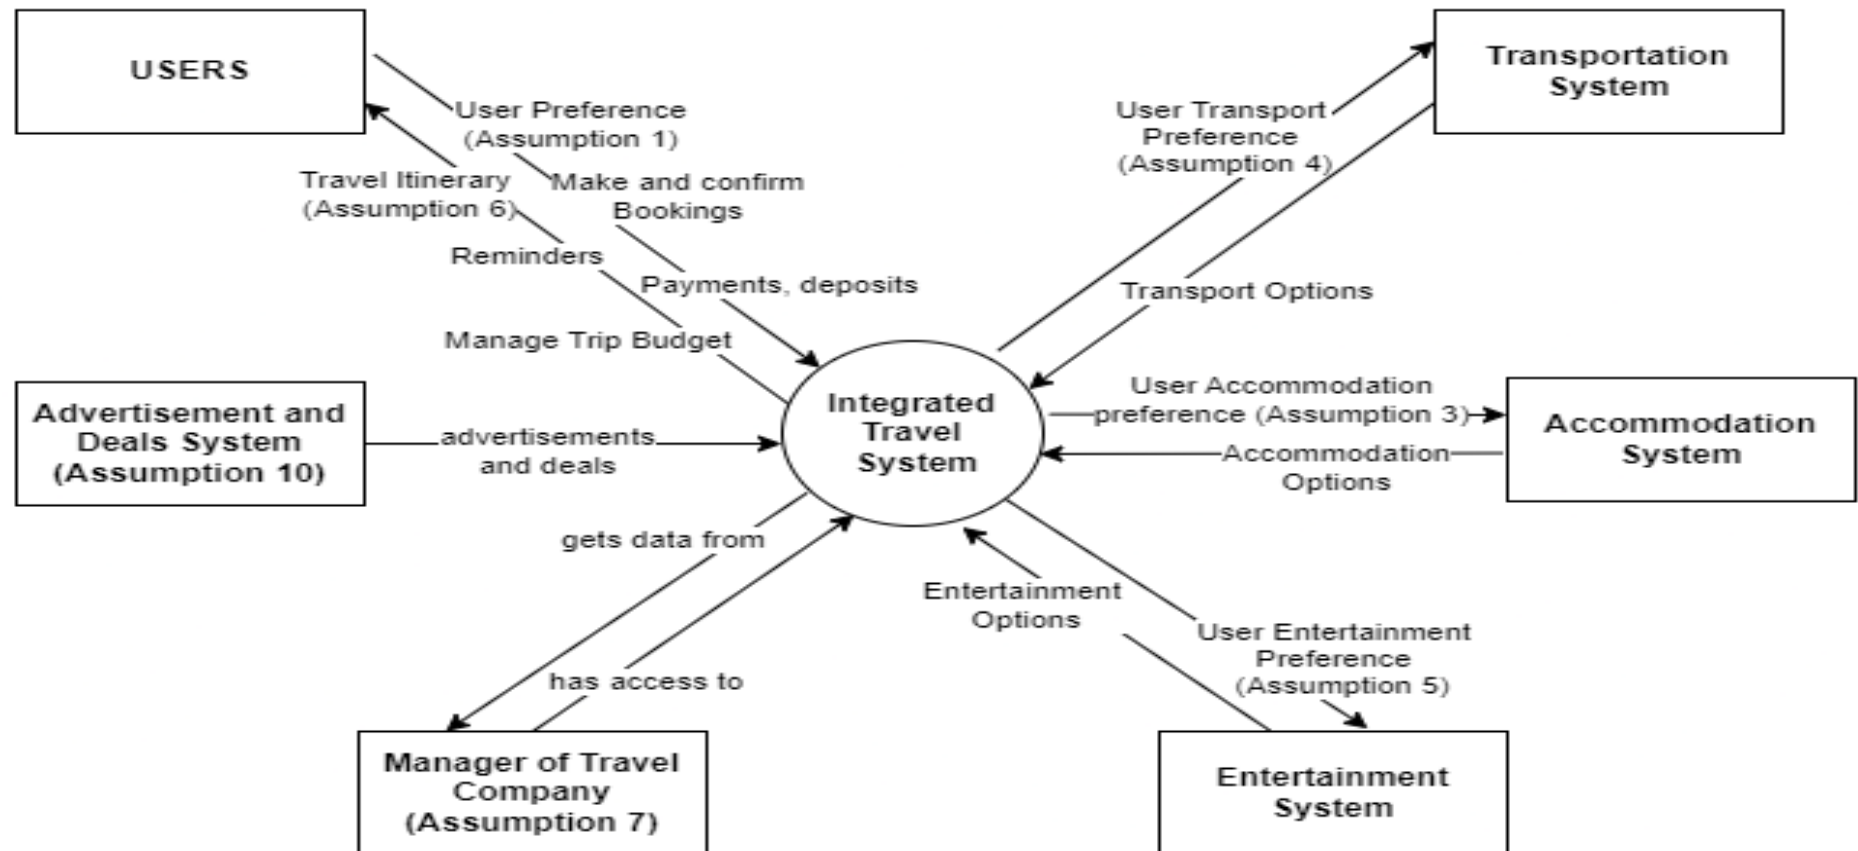 USERS
Transportation
System
User Preference
(Assumption 1)
User Transport
Preference
(Assumption 4)
Travel Itinerary
(Assumption 6)
Make and confirm
Bookings
Reminders
Payments, deposits
Transport Options
Manage Trip Budget
Advertisement and
Deals System
(Assumption 10)
advertisements
and deals
Integrated
Travel
System
User Accommodation
preference (Assumption 3)
Accommodation
Options
Accommodation
System
gets data from
has access to
Entertainment
Options
User Entertainment
Preference
(Assumption 5)
Manager of Travel
Company
(Assumption 7)
Entertainment
System